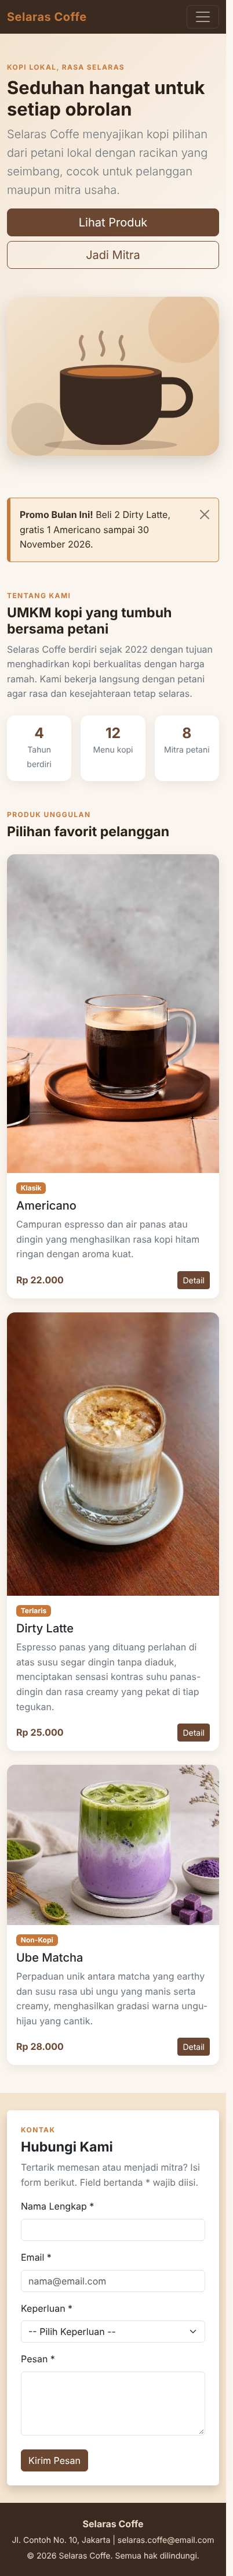 Selaras Coffe
KOPI LOKAL, RASA SELARAS
Seduhan hangat untuk
setiap obrolan
Selaras Coffe menyajikan kopi pilihan
dari petani lokal dengan racikan yang
seimbang, cocok untuk pelanggan
maupun mitra usaha.
Lihat Produk
Jadi Mitra
Promo Bulan Ini! Beli 2 Dirty Latte,
gratis 1 Americano sampai 30
November 2026.
TENTANG KAMI
UMKM kopi yang tumbuh
bersama petani
Selaras Coffe berdiri sejak 2022 dengan tujuan
menghadirkan kopi berkualitas dengan harga
ramah. Kami bekerja langsung dengan petani
agar rasa dan kesejahteraan tetap selaras.
4
Tahun
berdiri
12
Menu kopi
8
Mitra petani
PRODUK UNGGULAN
Pilihan favorit pelanggan
Klasik
Americano
Campuran espresso dan air panas atau
dingin yang menghasilkan rasa kopi hitam
ringan dengan aroma kuat.
Rp 22.000
Detail
Terlaris
Dirty Latte
Espresso panas yang dituang perlahan di
atas susu segar dingin tanpa diaduk,
menciptakan sensasi kontras suhu panas-
dingin dan rasa creamy yang pekat di tiap
tegukan.
Rp 25.000
Detail
Non-Kopi
Ube Matcha
Perpaduan unik antara matcha yang earthy
dan susu rasa ubi ungu yang manis serta
creamy, menghasilkan gradasi warna ungu-
hijau yang cantik.
Rp 28.000
Detail
KONTAK
Hubungi Kami
Tertarik memesan atau menjadi mitra? Isi
form berikut. Field bertanda * wajib diisi.
Nama Lengkap *
Email *
nama@email.com
Keperluan *
-- Pilih Keperluan --
Pesan *
Kirim Pesan
Selaras Coffe
Jl. Contoh No. 10, Jakarta | selaras.coffe@email.com
© 2026 Selaras Coffe. Semua hak dilindungi.